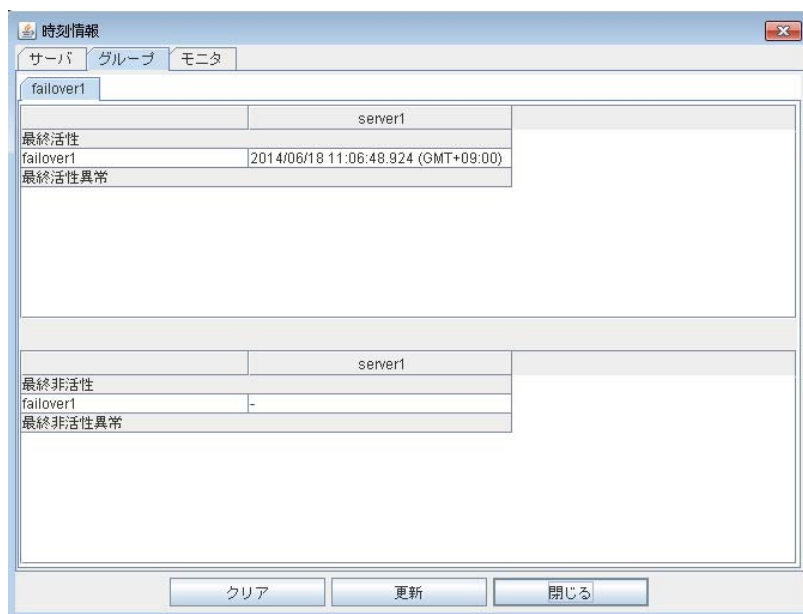 時刻情報
サーバ グループ モニタ
failover1
server1
最終活性
failover1 2014/06/18 11:06:48.924 (GMT+09:00)
最終活性異常
server1
最終非活性
failover1 -
最終非活性異常
クリア 更新 閉じる